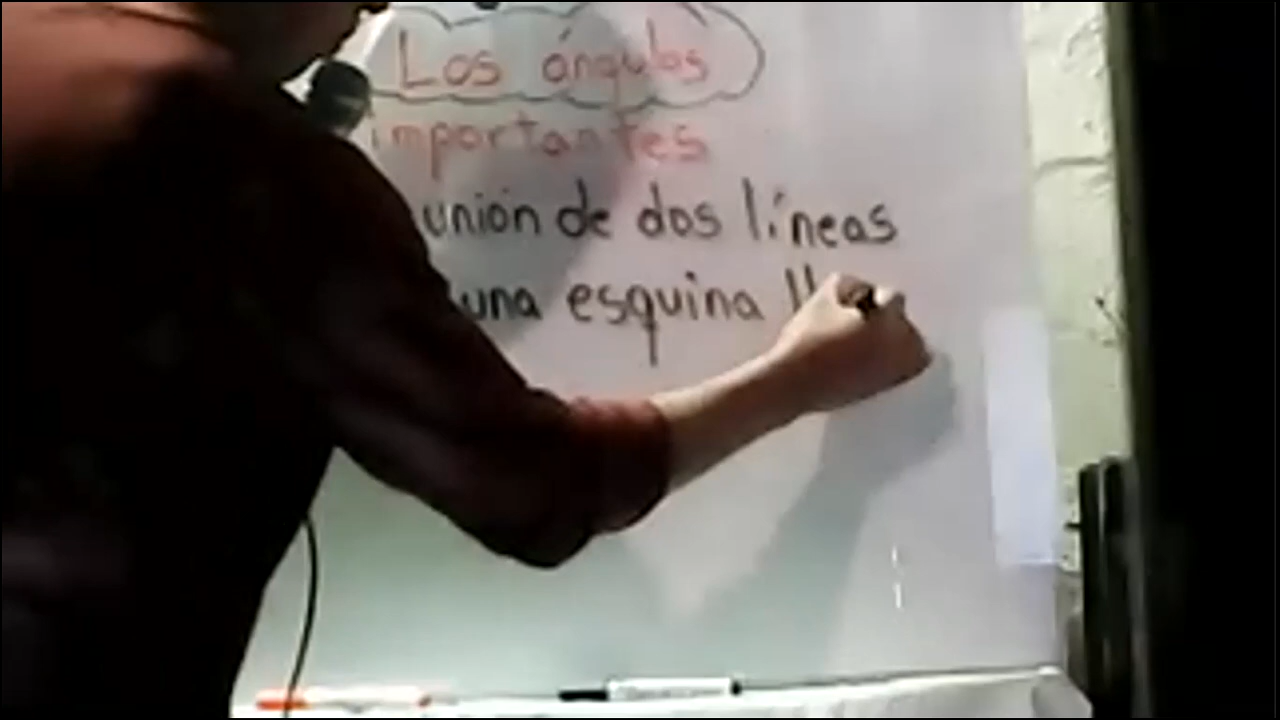 Los ángulos
importantes
unión de dos líneas
una esquina